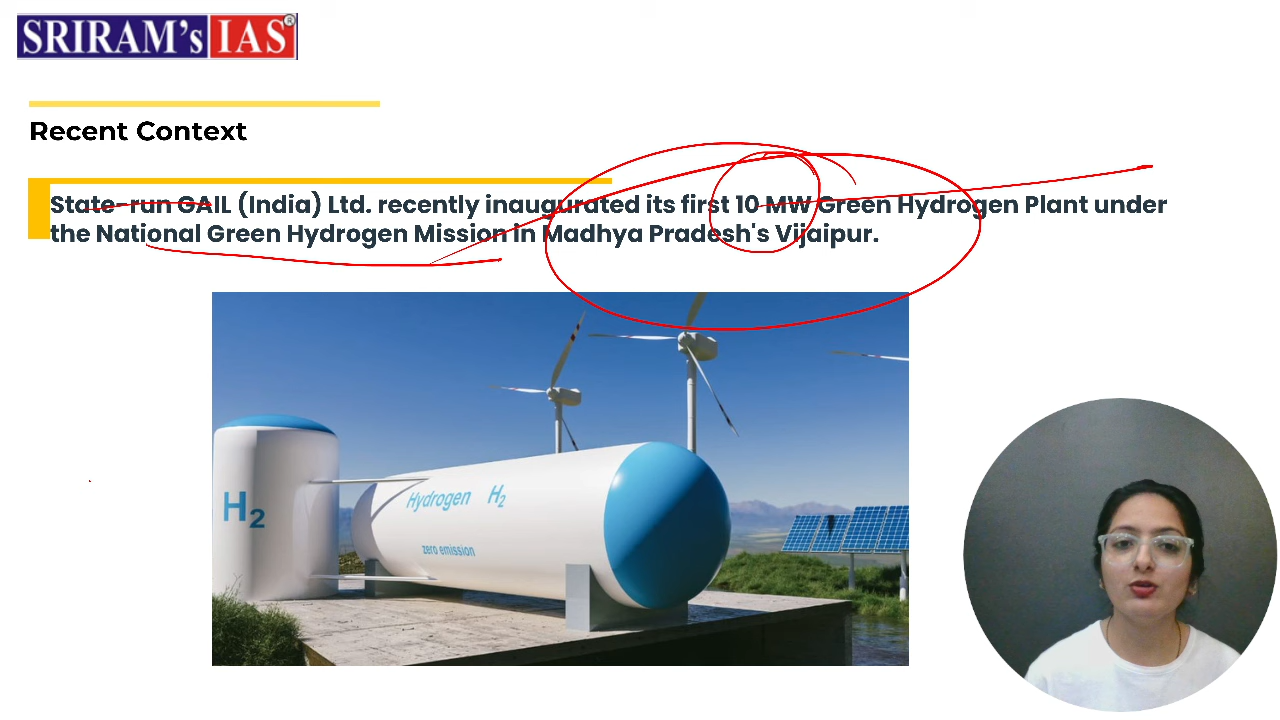 SRIRAM's IAS®
Recent Context
State-run GAIL (India) Ltd. recently inaugurated its first 10 MW Green Hydrogen Plant under
the National Green Hydrogen Mission in Madhya Pradesh's Vijaipur.
Hydrogen H₂
H₂
zero emission